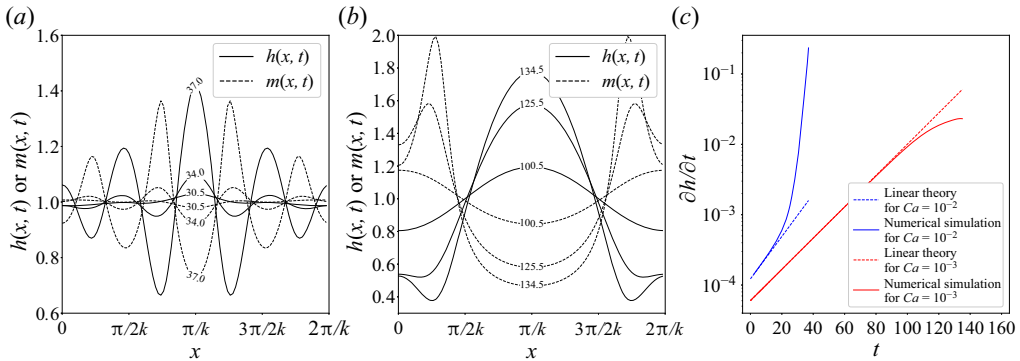 (a)
1.6
1.4
1.2
1.0
0.8
0.6
h(x, t) or m(x, t)
h(x, t)
m(x, t)
37.0
34.0
30.5
30.5
34.0
37.0
0
π/2k
π/k
3π/2k
2π/k
x
(b)
2.0
1.8
1.6
1.4
1.2
1.0
0.8
0.6
0.4
h(x, t) or m(x, t)
h(x, t)
m(x, t)
134.5
125.5
100.5
100.5
125.5
134.5
0
π/2k
π/k
3π/2k
2π/k
x
(c)
10⁻¹
10⁻²
10⁻³
10⁻⁴
∂h/∂t
Linear theory
for Ca = 10⁻²
Numerical simulation
for Ca = 10⁻²
Linear theory
for Ca = 10⁻³
Numerical simulation
for Ca = 10⁻³
0
20
40
60
80
100
120
140
160
t